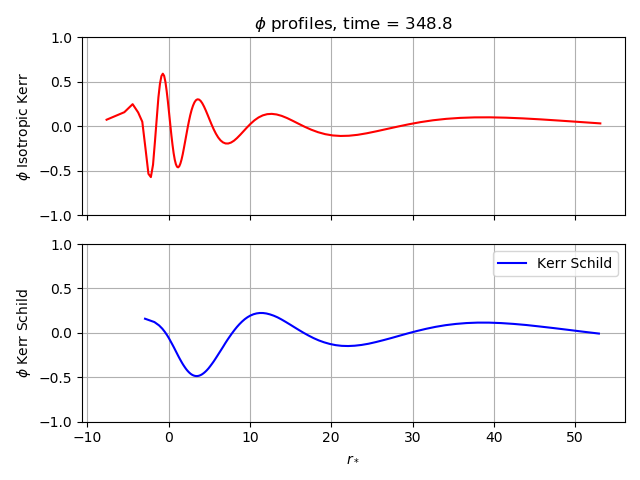 ϕ profiles, time = 348.8
1.0
0.5
0.0
−0.5
−1.0
ϕ Isotropic Kerr
1.0
0.5
0.0
−0.5
−1.0
ϕ Kerr Schild
Kerr Schild
−10 0 10 20 30 40 50
r*